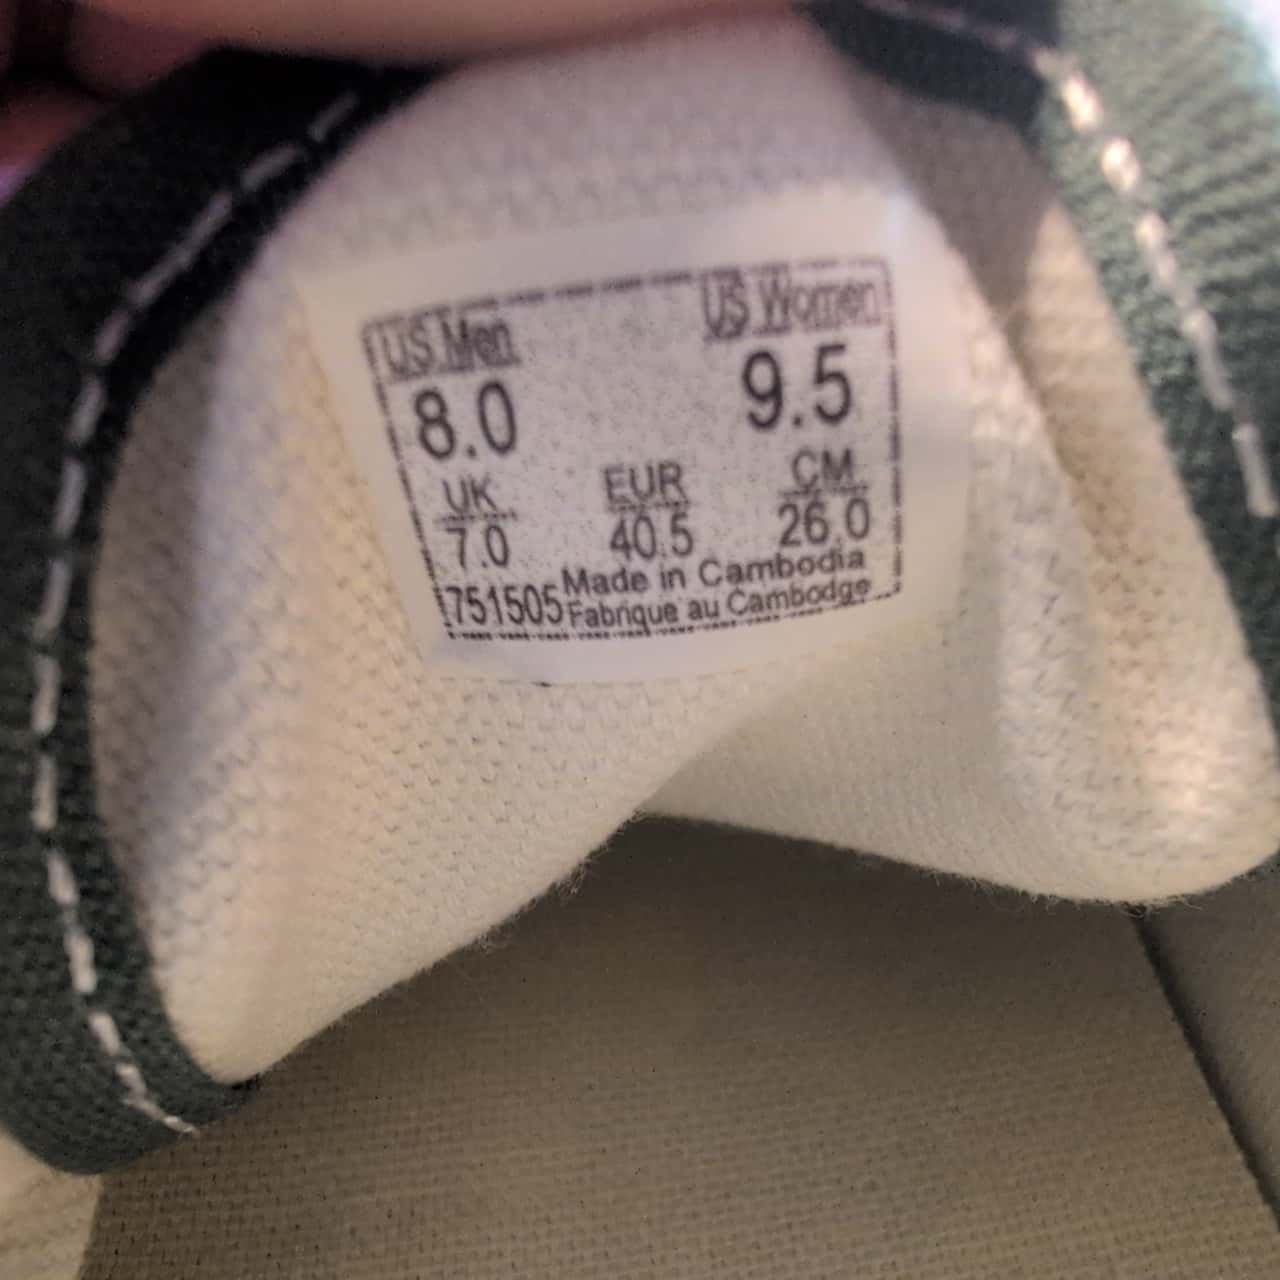 US Men US Women
8.0 9.5
UK EUR CM
7.0 40.5 26.0
751505 Made in Cambodia
Fabrique au Cambodge